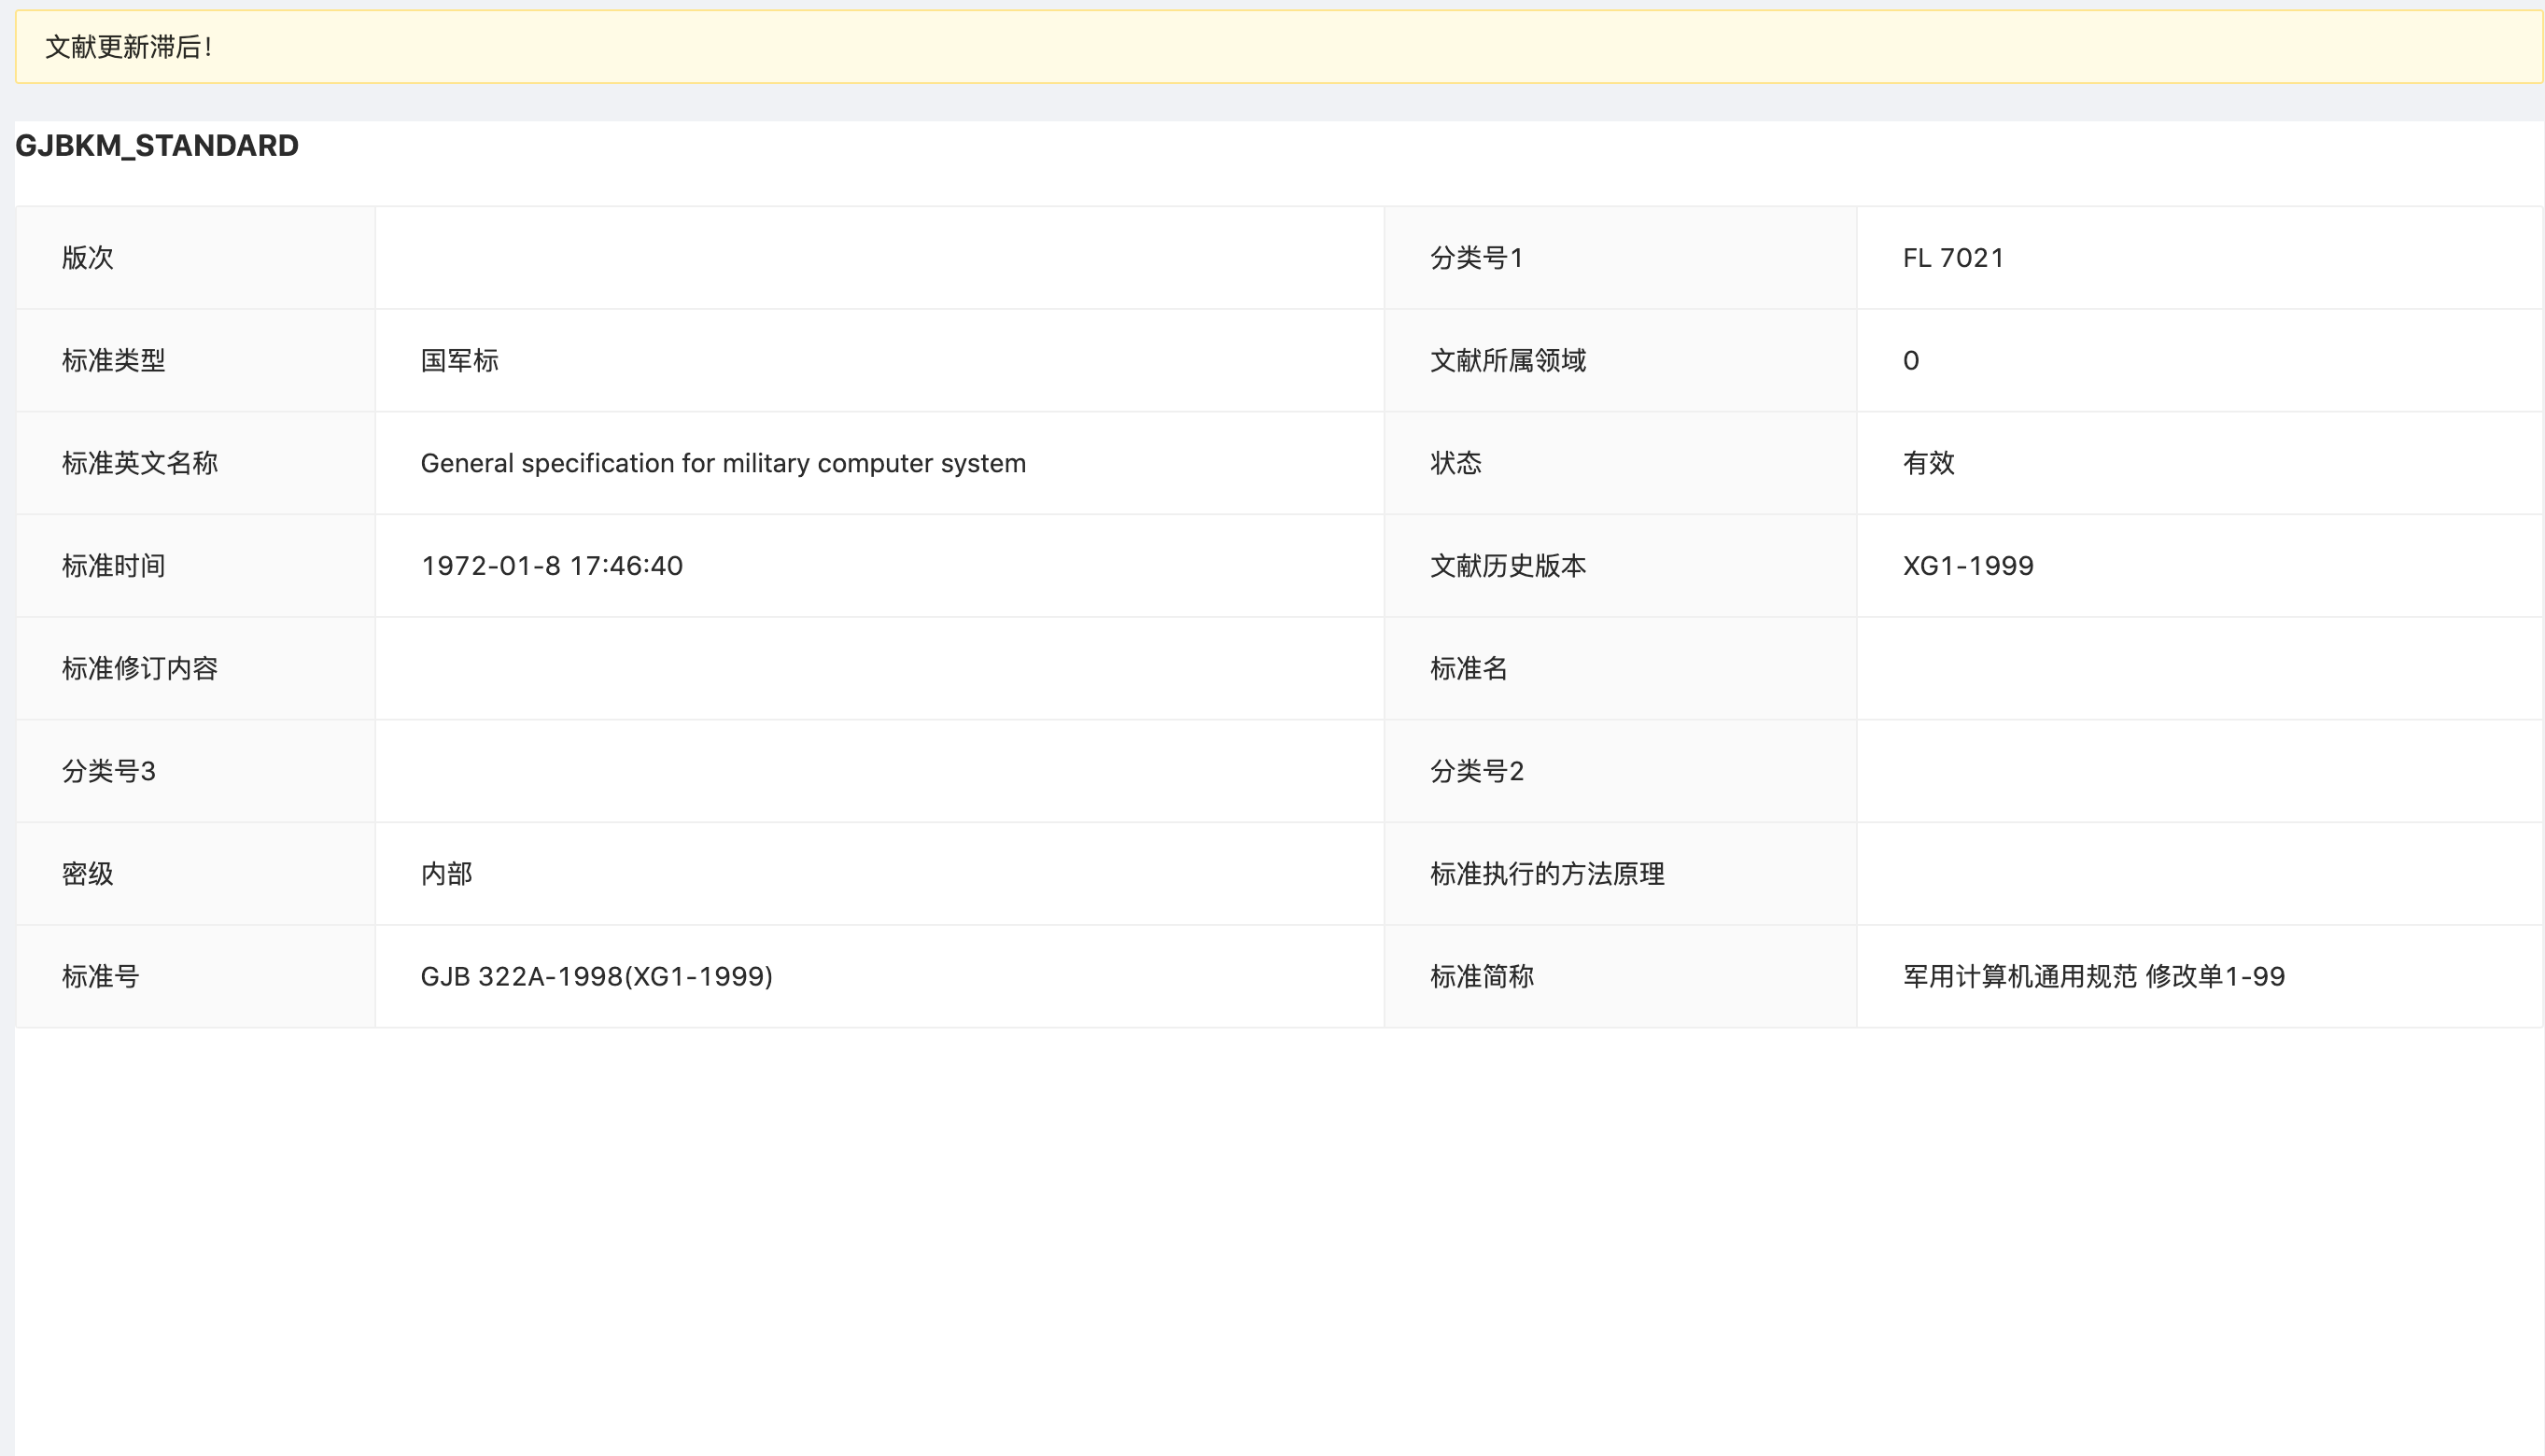 文献更新滞后！
GJBKM_STANDARD
版次 分类号1 FL 7021
标准类型 国军标 文献所属领域 0
标准英文名称 General specification for military computer system 状态 有效
标准时间 1972-01-8 17:46:40 文献历史版本 XG1-1999
标准修订内容 标准名
分类号3 分类号2
密级 内部 标准执行的方法原理
标准号 GJB 322A-1998(XG1-1999) 标准简称 军用计算机通用规范 修改单1-99